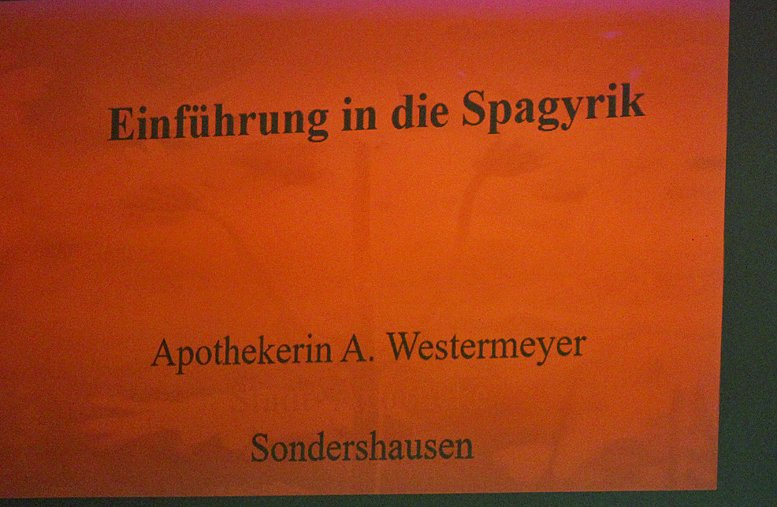 Einführung in die Spagyrik
Apothekerin A. Westermeyer
Sondershausen